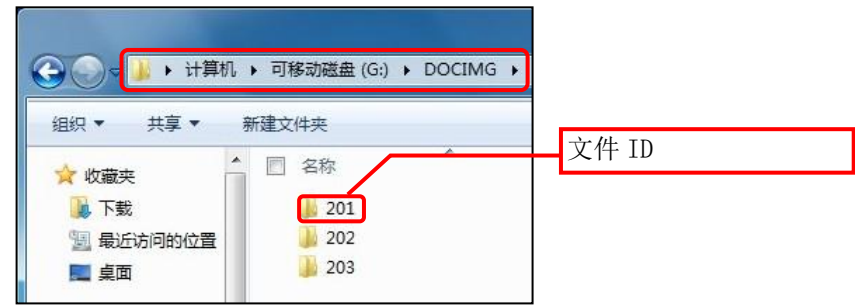 计算机 ▸ 可移动磁盘 (G:) ▸ DOCIMG ▸
组织 ▼ 共享 ▼ 新建文件夹
文件 ID
收藏夹
名称
下载
201
最近访问的位置
202
桌面
203